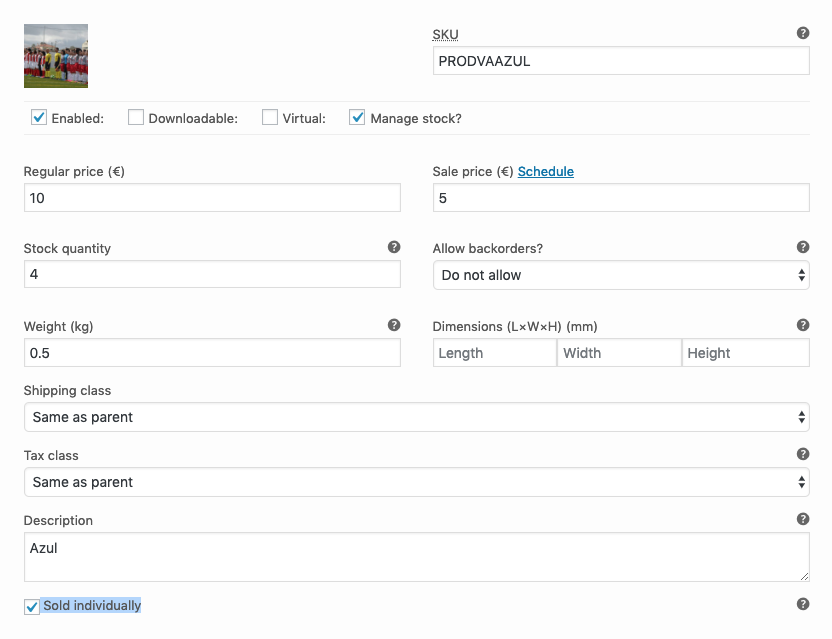 SKU
PRODVAAZUL
Enabled: Downloadable: Virtual: Manage stock?
Regular price (€)
10
Sale price (€) Schedule
5
Stock quantity
4
Allow backorders?
Do not allow
Weight (kg)
0.5
Dimensions (L×W×H) (mm)
Length Width Height
Shipping class
Same as parent
Tax class
Same as parent
Description
Azul
Sold individually